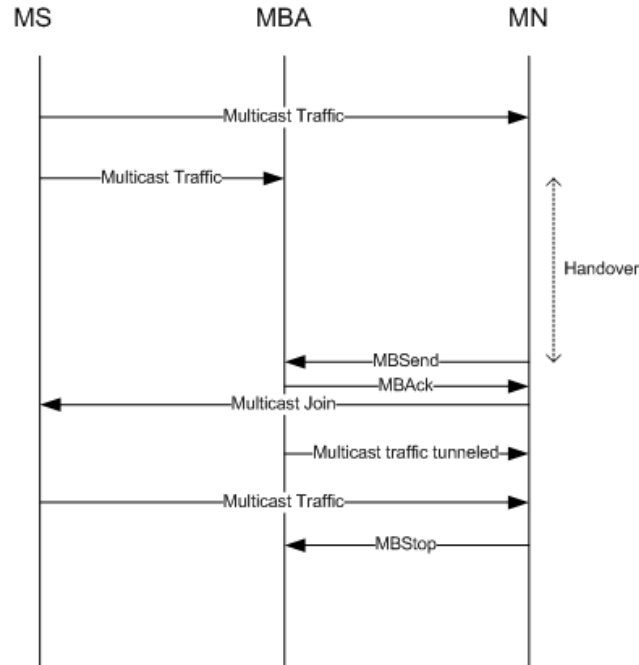 MS MBA MN
Multicast Traffic
Multicast Traffic
Handover
MBSend
MBAck
Multicast Join
Multicast traffic tunneled
Multicast Traffic
MBStop